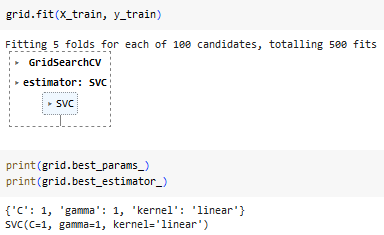 grid.fit(X_train, y_train)
Fitting 5 folds for each of 100 candidates, totalling 500 fits
▸ GridSearchCV
▸ estimator: SVC
▸ SVC
print(grid.best_params_)
print(grid.best_estimator_)
{'C': 1, 'gamma': 1, 'kernel': 'linear'}
SVC(C=1, gamma=1, kernel='linear')